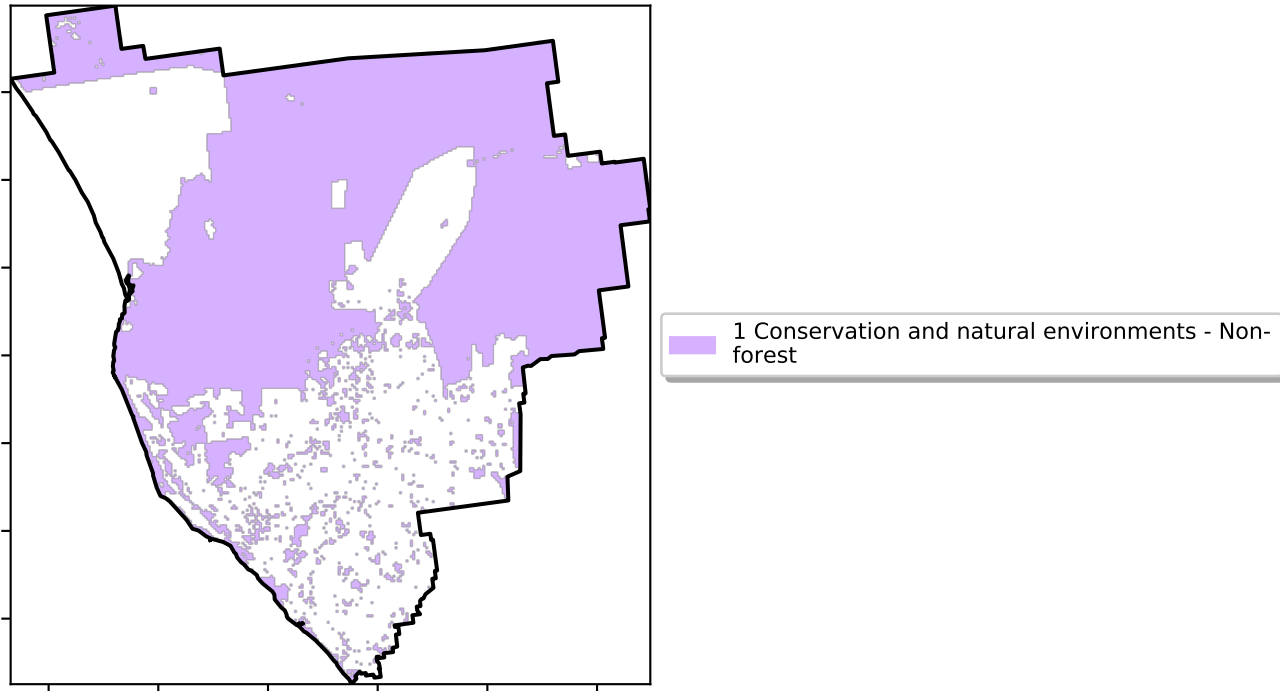 1 Conservation and natural environments - Non-
forest